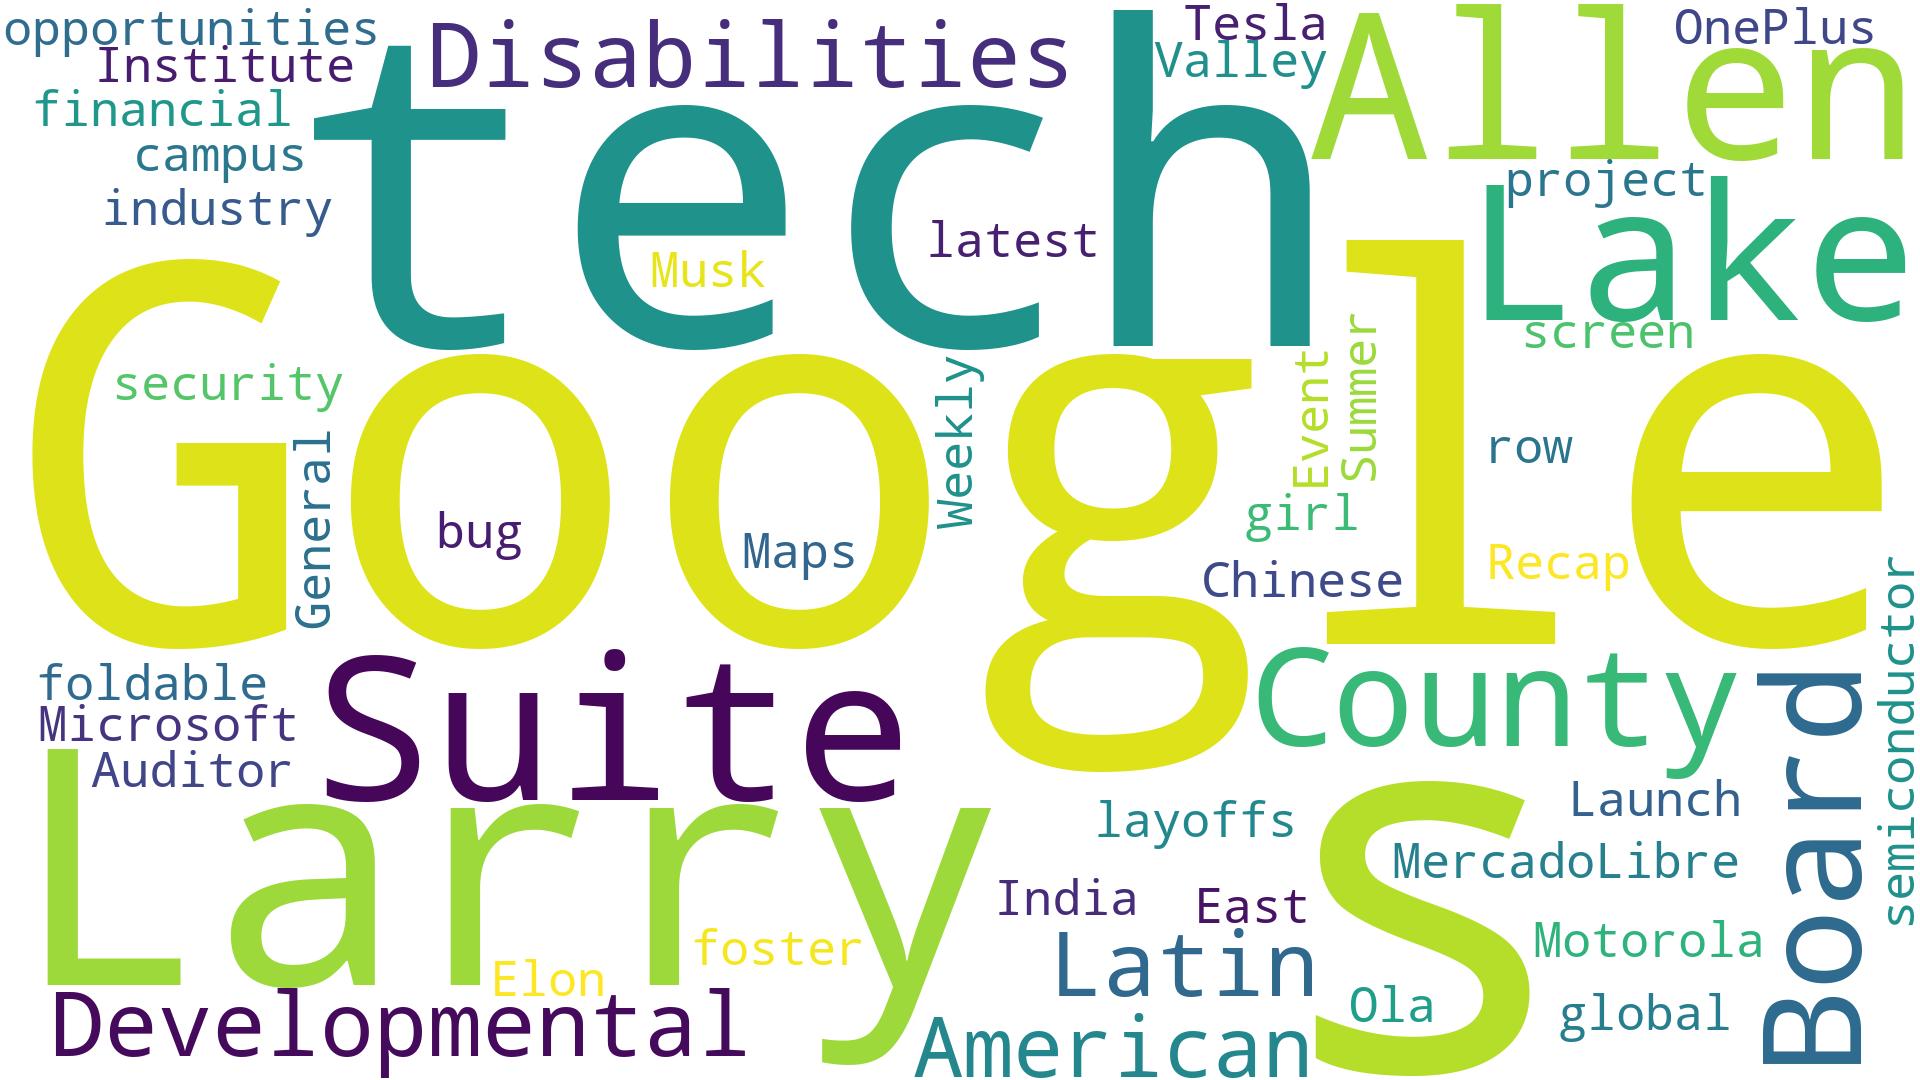 opportunities
Institute
financial
campus
industry
Disabilities
tech
Tesla
Valley
Allen
OnePlus
project
Lake
screen
latest
Musk
Google
security
General
bug
Maps
Weekly
Event
Summer
girl
Chinese
row
Recap
semiconductor
foldable
Microsoft
Auditor
Suite
County
Board
Larry
layoffs
S
Launch
MercadoLibre
India
East
foster
Elon
Latin
Motorola
Ola
global
Developmental
American